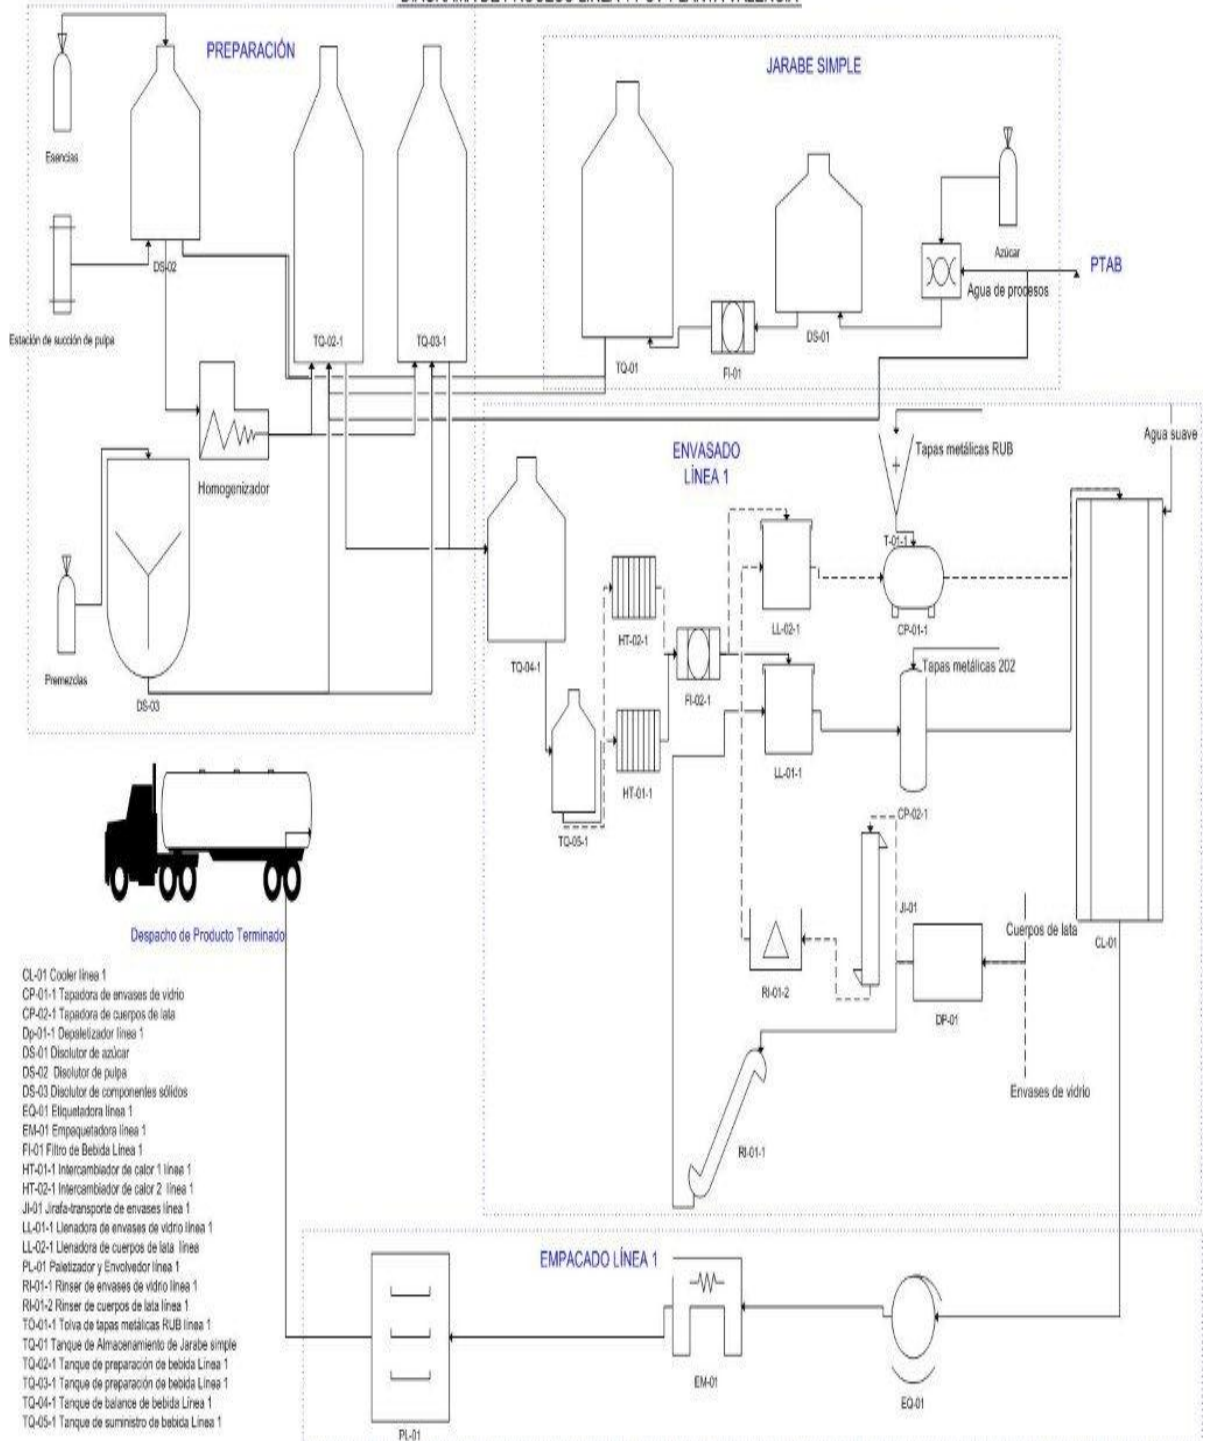 PREPARACIÓN
JARABE SIMPLE
Esencias
DS-02
Estación de succión de pulpa
TQ-02-1
TQ-03-1
TQ-01
FI-01
DS-01
Azúcar
Agua de procesos
PTAB
Homogenizador
Premezclas
DS-03
ENVASADO
LÍNEA 1
Tapas metálicas RUB
Agua suave
T-01-1
TQ-04-1
HT-02-1
LL-02-1
CP-01-1
FI-02-1
Tapas metálicas 202
TQ-05-1
HT-01-1
LL-01-1
CP-02-1
JI-01
Cuerpos de lata
CL-01
RI-01-2
DP-01
Envases de vidrio
RI-01-1
Despacho de Producto Terminado
CL-01 Cooler línea 1
CP-01-1 Tapadora de envases de vidrio
CP-02-1 Tapadora de cuerpos de lata
Dp-01-1 Depaletizador línea 1
DS-01 Disolutor de azúcar
DS-02 Disolutor de pulpa
DS-03 Disolutor de componentes sólidos
EQ-01 Etiquetadora línea 1
EM-01 Empaquetadora línea 1
FI-01 Filtro de Bebida Línea 1
HT-01-1 Intercambiador de calor 1 línea 1
HT-02-1 Intercambiador de calor 2 línea 1
JI-01 Jirafa-transporte de envases línea 1
LL-01-1 Llenadora de envases de vidrio línea 1
LL-02-1 Llenadora de cuerpos de lata línea
PL-01 Paletizador y Envolvedor línea 1
RI-01-1 Rinser de envases de vidrio línea 1
RI-01-2 Rinser de cuerpos de lata línea 1
TO-01-1 Tolva de tapas metálicas RUB línea 1
TQ-01 Tanque de Almacenamiento de Jarabe simple
TQ-02-1 Tanque de preparación de bebida Línea 1
TQ-03-1 Tanque de preparación de bebida Línea 1
TQ-04-1 Tanque de balance de bebida Línea 1
TQ-05-1 Tanque de suministro de bebida Línea 1
EMPACADO LÍNEA 1
PL-01
EM-01
EQ-01